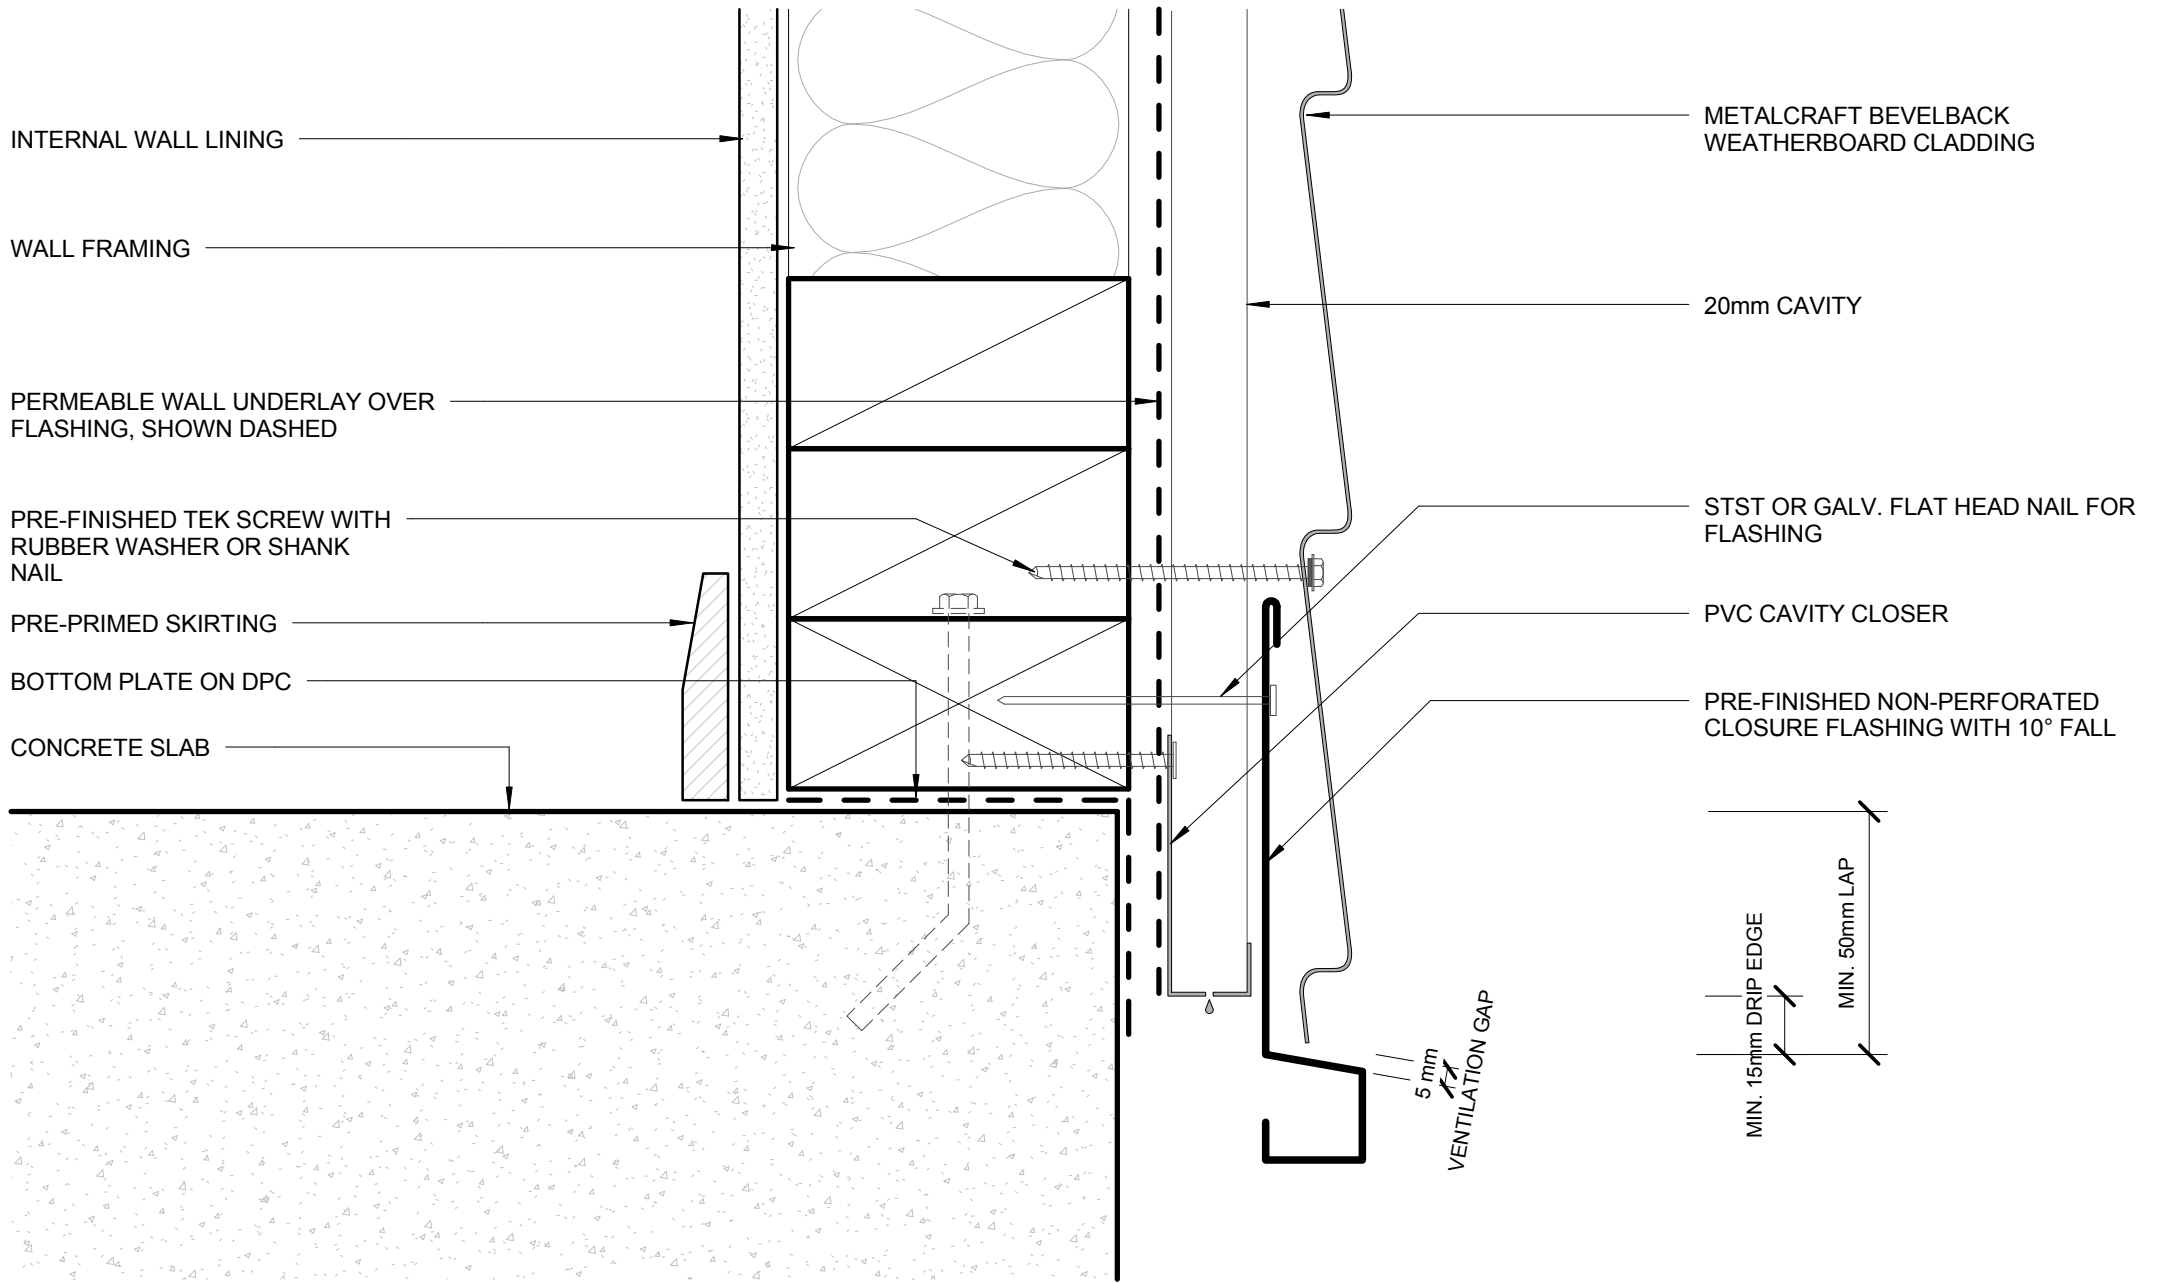 INTERNAL WALL LINING
WALL FRAMING
PERMEABLE WALL UNDERLAY OVER
FLASHING, SHOWN DASHED
PRE-FINISHED TEK SCREW WITH
RUBBER WASHER OR SHANK
NAIL
PRE-PRIMED SKIRTING
BOTTOM PLATE ON DPC
CONCRETE SLAB
METALCRAFT BEVELBACK
WEATHERBOARD CLADDING
20mm CAVITY
STST OR GALV. FLAT HEAD NAIL FOR
FLASHING
PVC CAVITY CLOSER
PRE-FINISHED NON-PERFORATED
CLOSURE FLASHING WITH 10° FALL
5 mm
VENTILATION GAP
MIN. 15mm DRIP EDGE
MIN. 50mm LAP